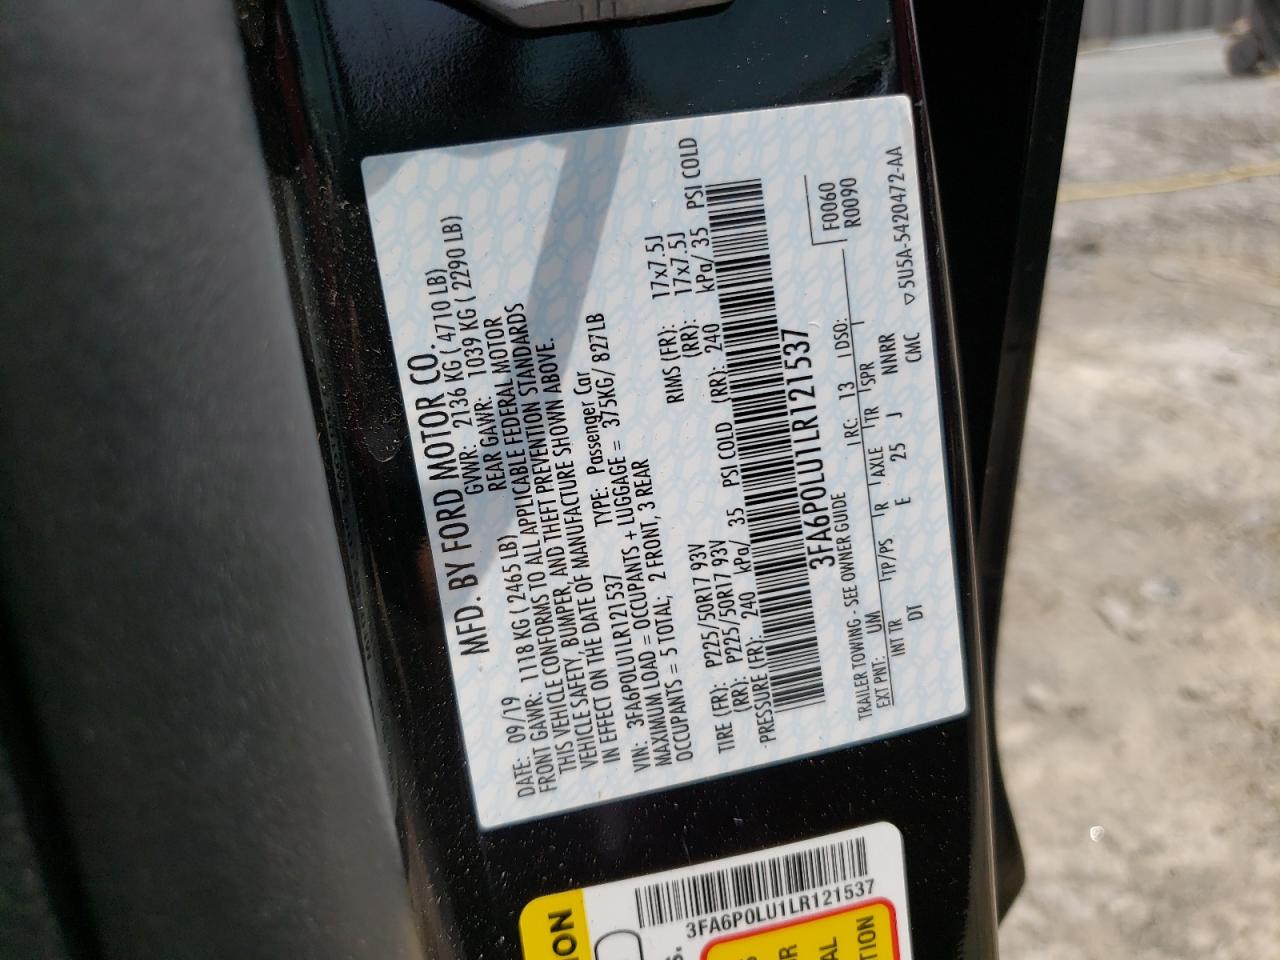 MFD. BY FORD MOTOR CO.
DATE: 09/19 GVWR: 2136 KG ( 4710 LB)
FRONT GAWR: 1118 KG ( 2465 LB) REAR GAWR: 1039 KG ( 2290 LB)
THIS VEHICLE CONFORMS TO ALL APPLICABLE FEDERAL MOTOR
VEHICLE SAFETY, BUMPER, AND THEFT PREVENTION STANDARDS
IN EFFECT ON THE DATE OF MANUFACTURE SHOWN ABOVE.
VIN: 3FA6P0LU1LR121537 TYPE: Passenger Car
MAXIMUM LOAD = OCCUPANTS + LUGGAGE = 375KG/ 827LB
OCCUPANTS = 5 TOTAL; 2 FRONT, 3 REAR
TIRE (FR): P225/50R17 93V RIMS (FR): 17x7.5J
(RR): P225/50R17 93V (RR): 17x7.5J
PRESSURE (FR): 240 kPa/ 35 PSI COLD (RR): 240 kPa/ 35 PSI COLD
3FA6P0LU1LR121537
F0060
R0090
TRAILER TOWING - SEE OWNER GUIDE RC: 13 DSO:
EXT PNT: UM TP/PS R AXLE TR SPR
INT TR E 25 J NNRR
DT CMC ▽5U5A-5420472-AA
3FA6P0LU1LR121537